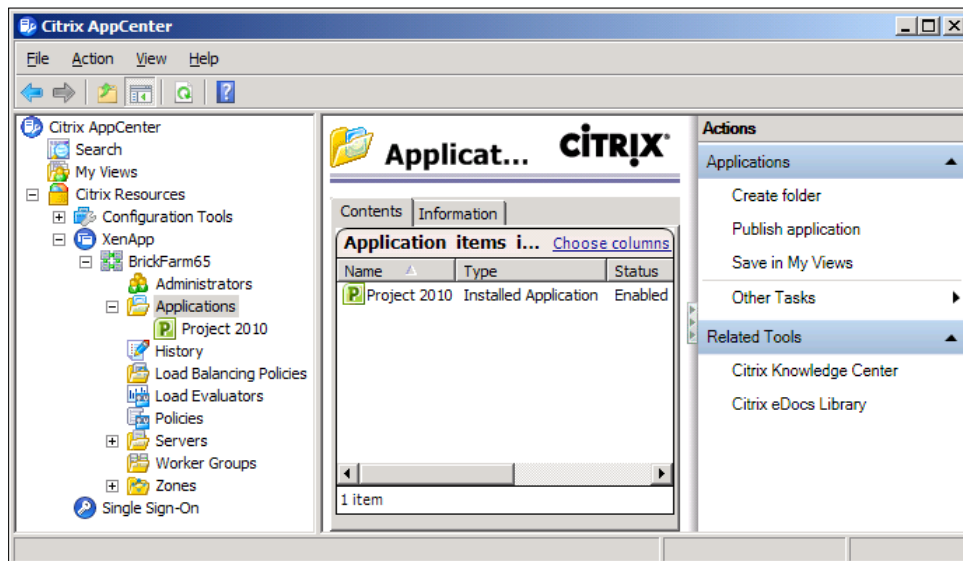 Citrix AppCenter
File Action View Help
Citrix AppCenter
Search
My Views
Citrix Resources
Configuration Tools
XenApp
BrickFarm65
Administrators
Applications
Project 2010
History
Load Balancing Policies
Load Evaluators
Policies
Servers
Worker Groups
Zones
Single Sign-On
Applicat... CITRIX
Contents Information
Application items i... Choose columns
Name Type Status
Project 2010 Installed Application Enabled
1 item
Actions
Applications
Create folder
Publish application
Save in My Views
Other Tasks
Related Tools
Citrix Knowledge Center
Citrix eDocs Library